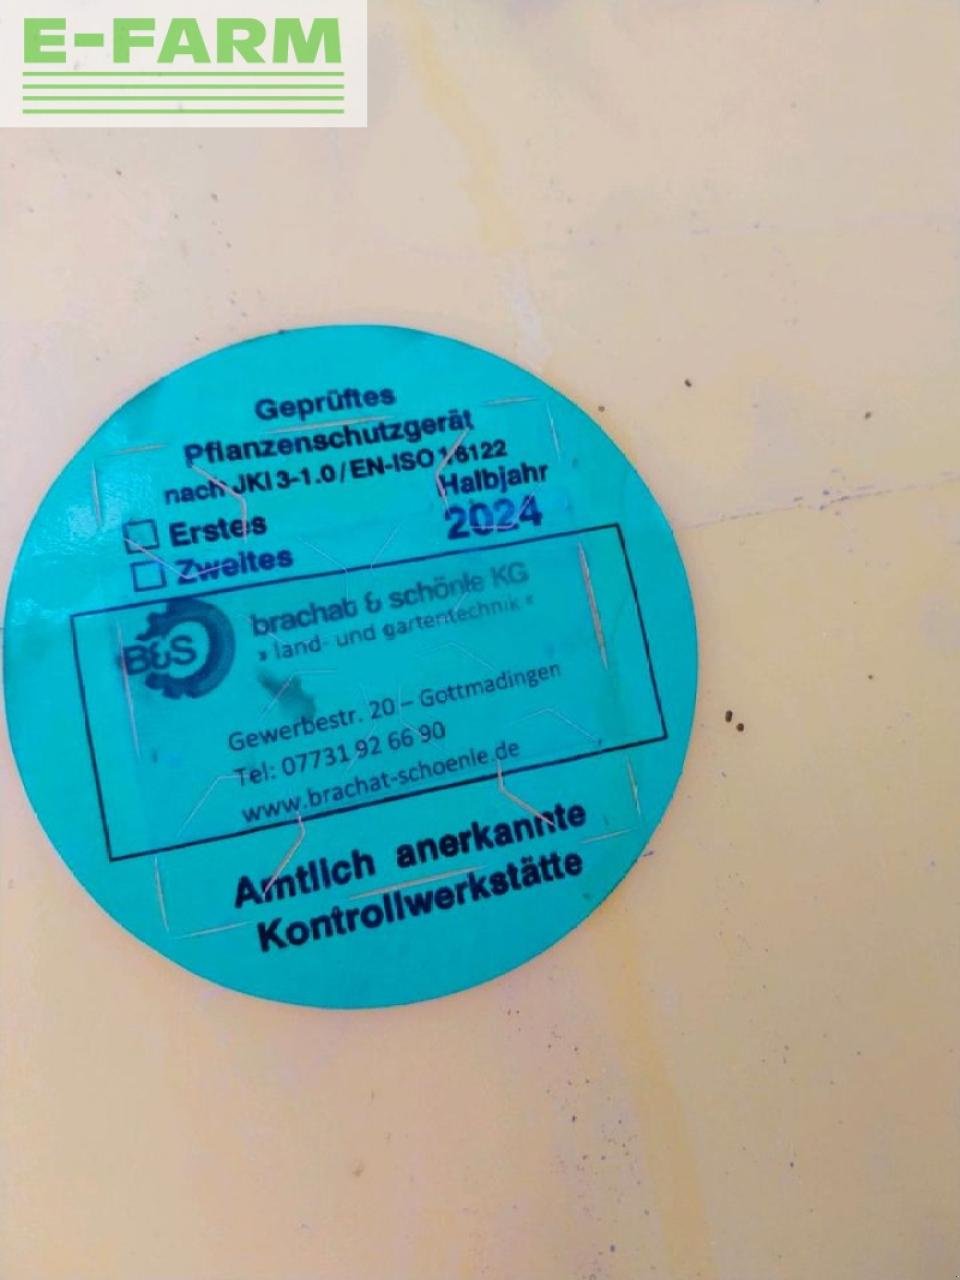 E-FARM
Geprüftes
Pflanzenschutzgerät
nach JKI 3-1.0 / EN-ISO 16122
Halbjahr
Erstes 2024
Zweites
B&S
brachat & schönle KG
» land- und gartentechnik «
Gewerbestr. 20 – Gottmadingen
Tel: 07731 92 66 90
www.brachat-schoenle.de
Amtlich anerkannte
Kontrollwerkstätte